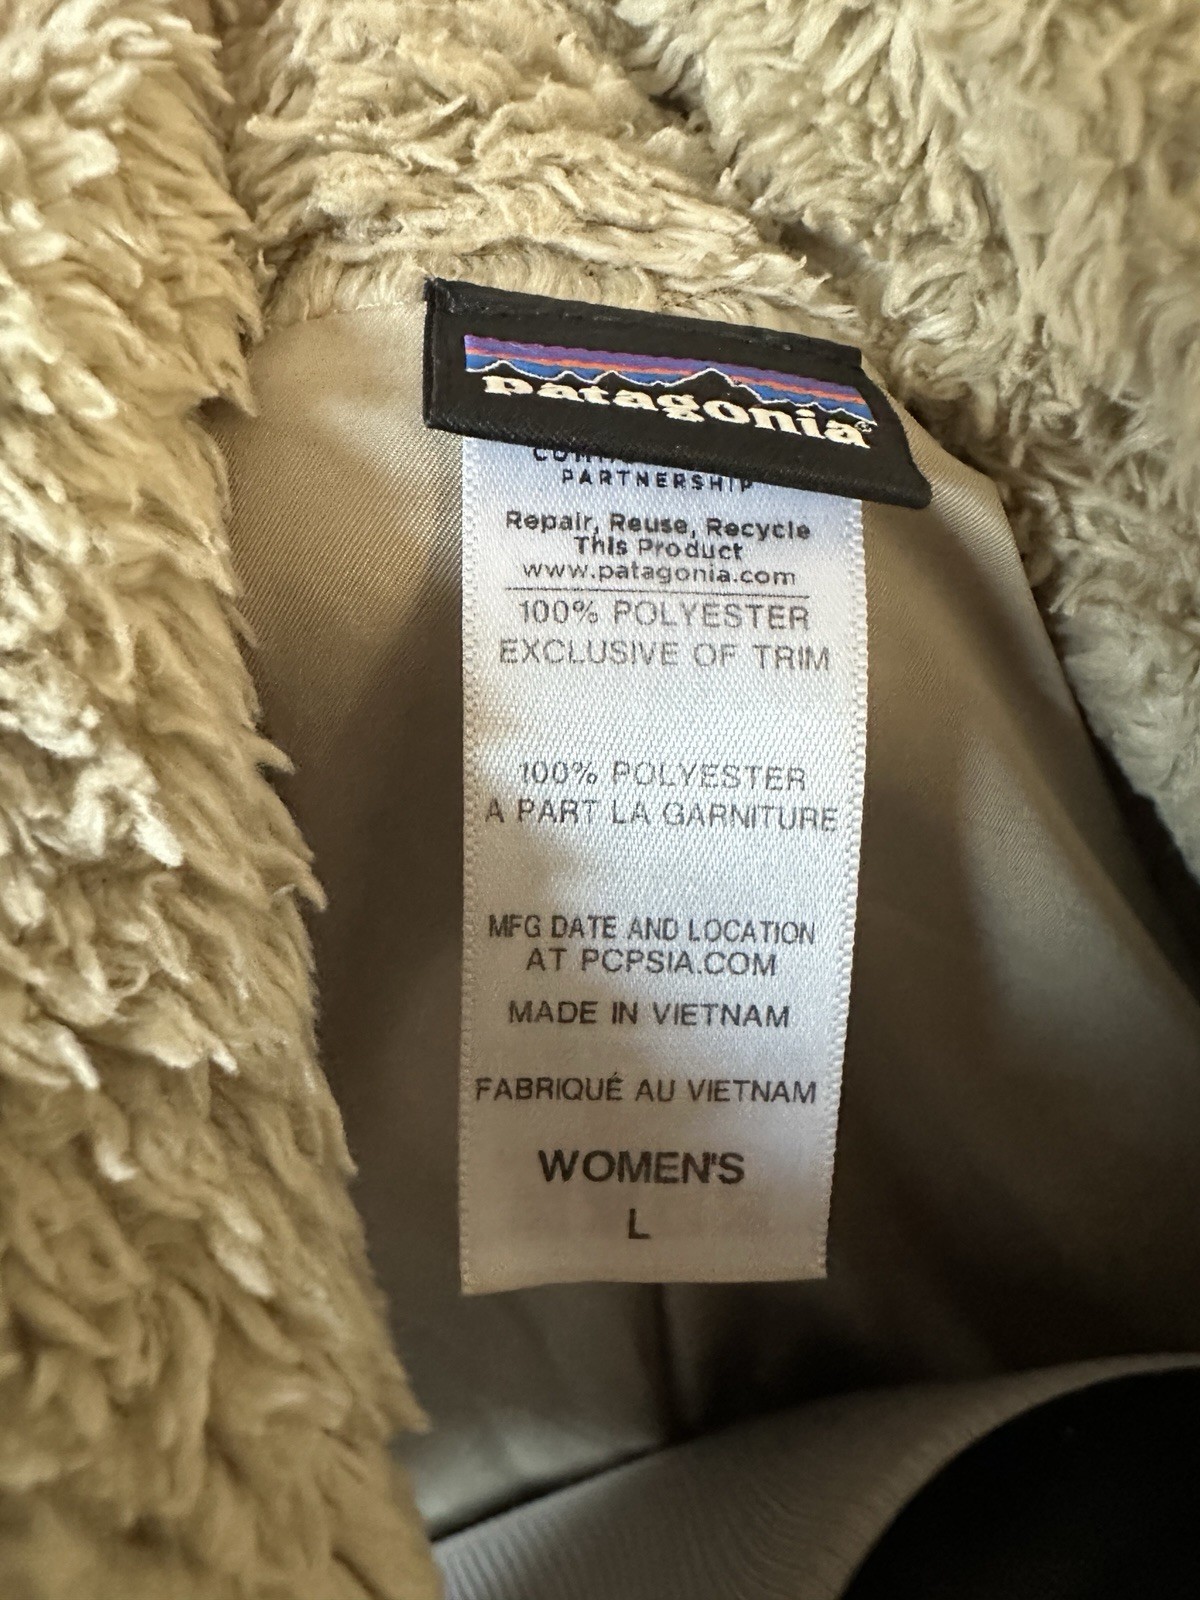 patagonia®
PARTNERSHIP
Repair, Reuse, Recycle
This Product
www.patagonia.com
100% POLYESTER
EXCLUSIVE OF TRIM
100% POLYESTER
A PART LA GARNITURE
MFG DATE AND LOCATION
AT PCPSIA.COM
MADE IN VIETNAM
FABRIQUÉ AU VIETNAM
WOMEN'S
L